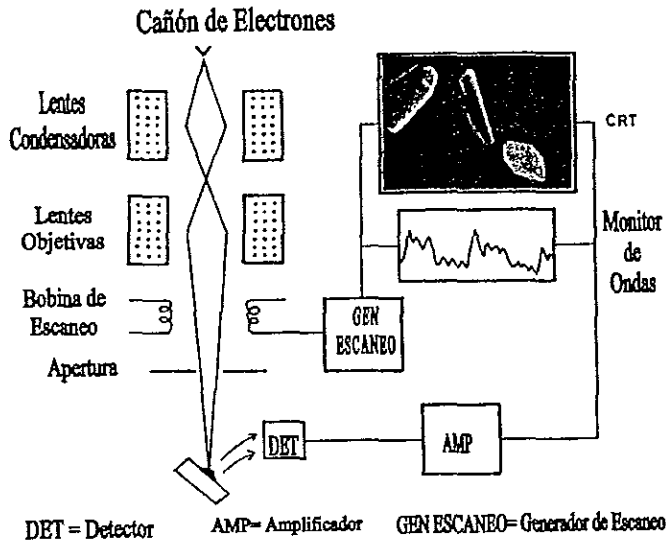 Cañón de Electrones
Lentes
Condensadoras
CRT
Lentes
Objetivas
Monitor
de
Ondas
Bobina de
Escaneo
GEN
ESCANEO
Apertura
DET
AMP
DET = Detector
AMP= Amplificador
GEN ESCANEO= Generador de Escaneo